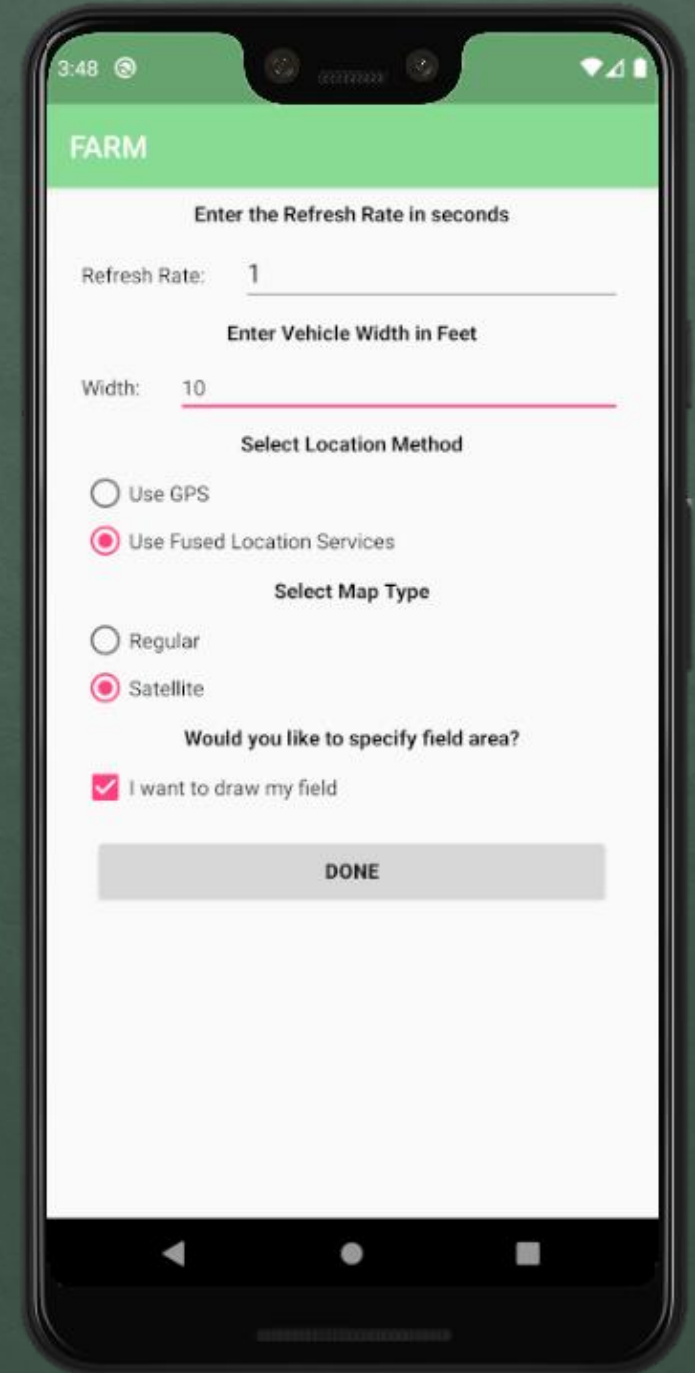 3:48
FARM
Enter the Refresh Rate in seconds
Refresh Rate: 1
Enter Vehicle Width in Feet
Width: 10
Select Location Method
Use GPS
Use Fused Location Services
Select Map Type
Regular
Satellite
Would you like to specify field area?
I want to draw my field
DONE